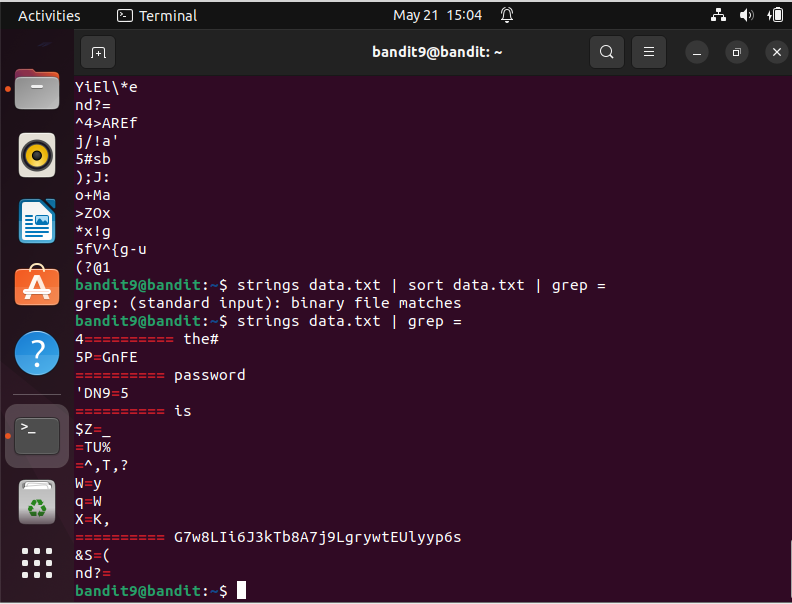 Activities
Terminal
May 21 15:04
bandit9@bandit: ~
YiEl\*e
nd?=
^4>AREf
j/!a'
5#sb
);J:
o+Ma
>ZOx
*x!g
5fV^{g-u
(?@1
bandit9@bandit:~$ strings data.txt | sort data.txt | grep =
grep: (standard input): binary file matches
bandit9@bandit:~$ strings data.txt | grep =
4========== the#
5P=GnFE
========== password
'DN9=5
========== is
$Z=_
=TU%
=^,T,?
W=y
q=W
X=K,
========== G7w8LIi6J3kTb8A7j9LgrywtEUlyyp6s
&S=(
nd?=
bandit9@bandit:~$